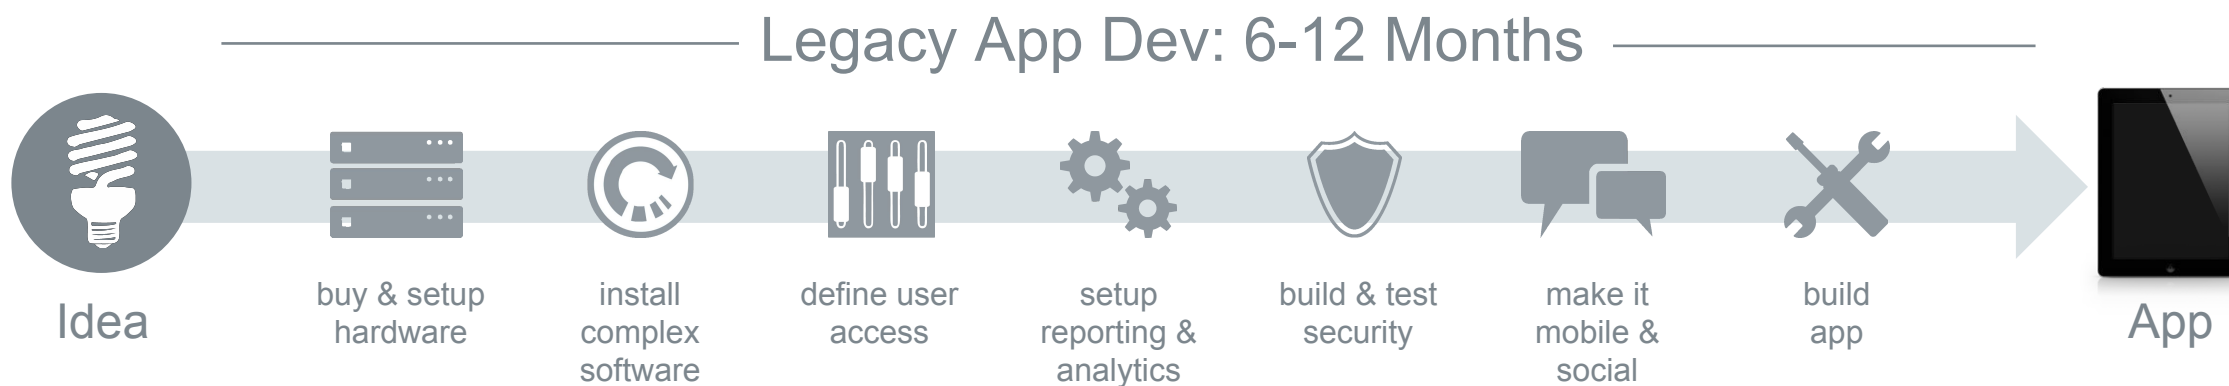 Legacy App Dev: 6-12 Months
Idea
buy & setup
hardware
install
complex
software
define user
access
setup
reporting &
analytics
build & test
security
make it
mobile &
social
build
app
App